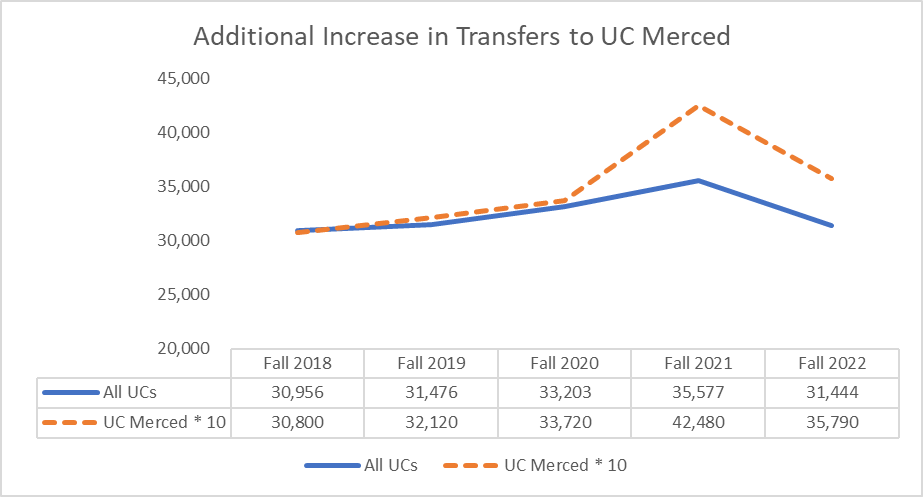 Additional Increase in Transfers to UC Merced
45,000
40,000
35,000
30,000
25,000
20,000
Fall 2018 Fall 2019 Fall 2020 Fall 2021 Fall 2022
All UCs 30,956 31,476 33,203 35,577 31,444
UC Merced * 10 30,800 32,120 33,720 42,480 35,790
All UCs UC Merced * 10